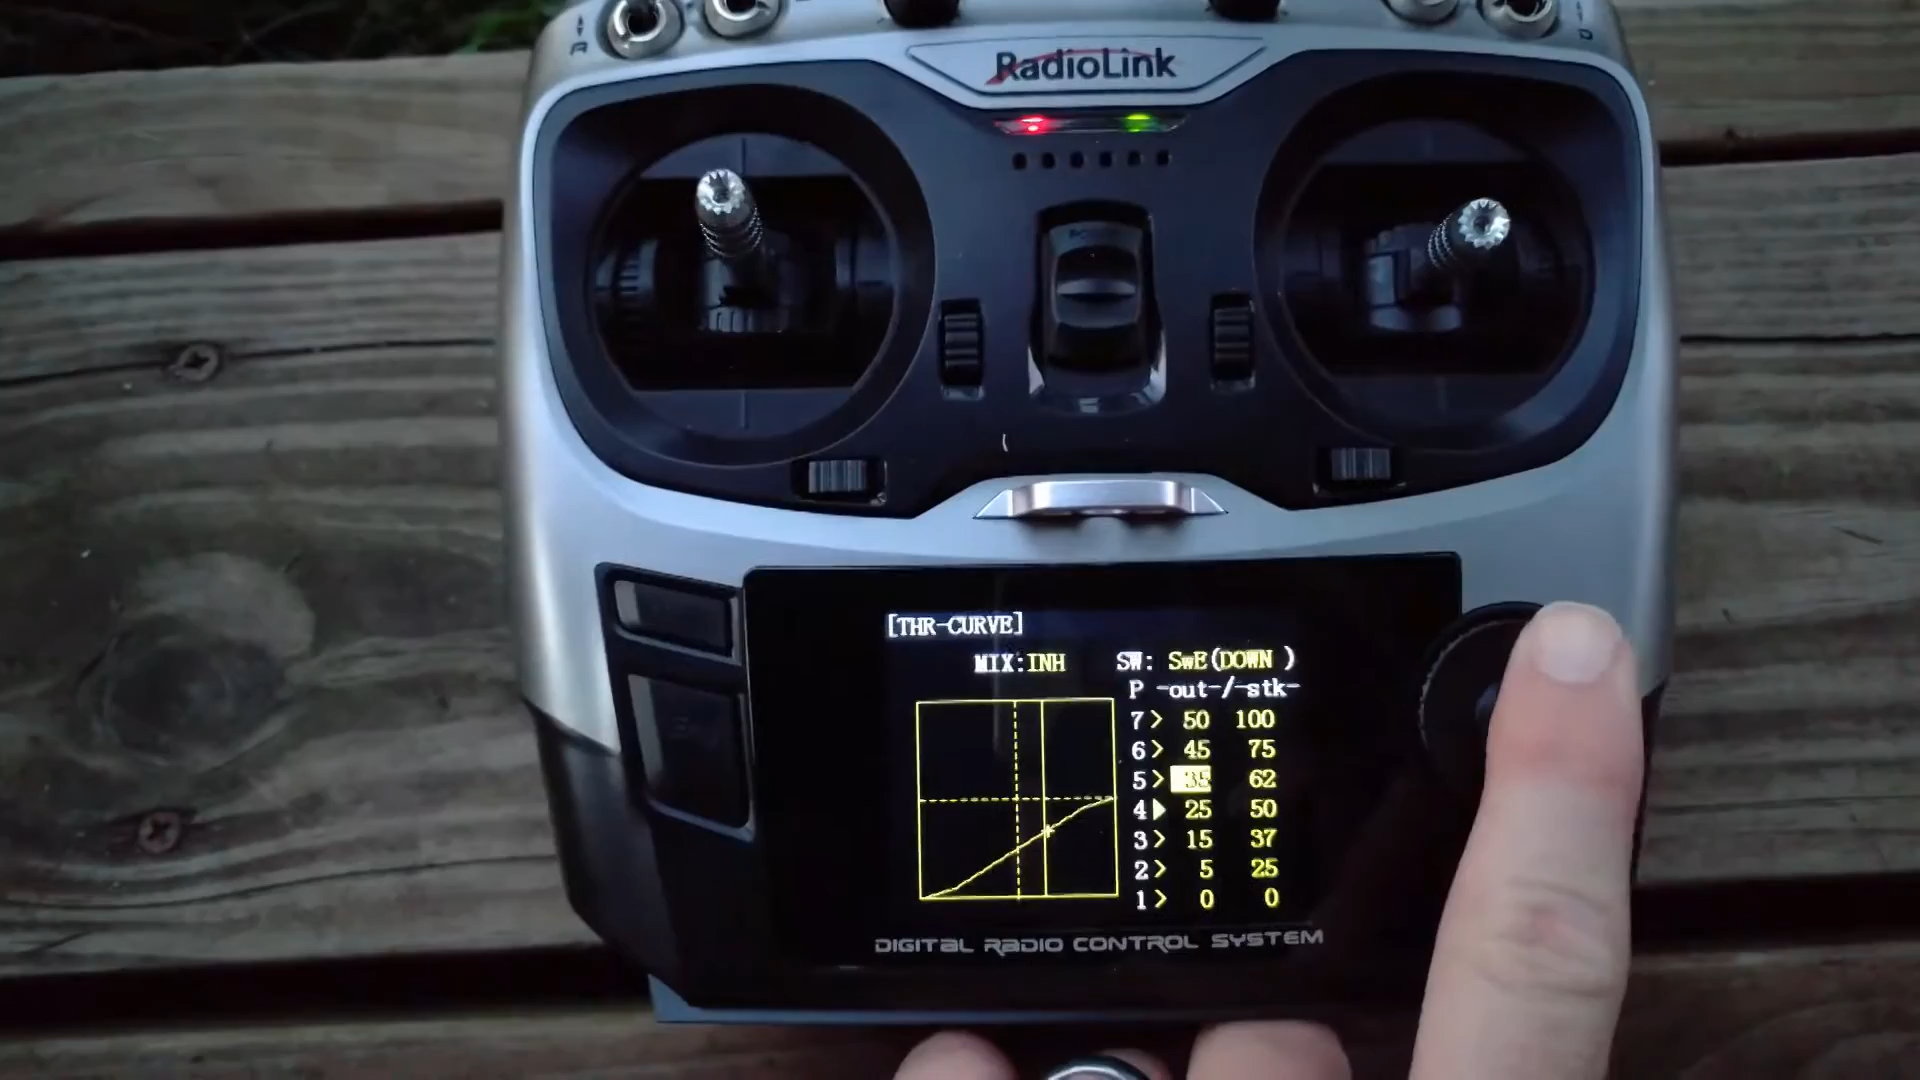 RadioLink
[THR-CURVE]
MIX:INH SW: SwE(DOWN )
P -out-/-stk-
7> 50 100
6> 45 75
5> 35 62
4▶ 25 50
3> 15 37
2> 5 25
1> 0 0
DIGITAL RADIO CONTROL SYSTEM